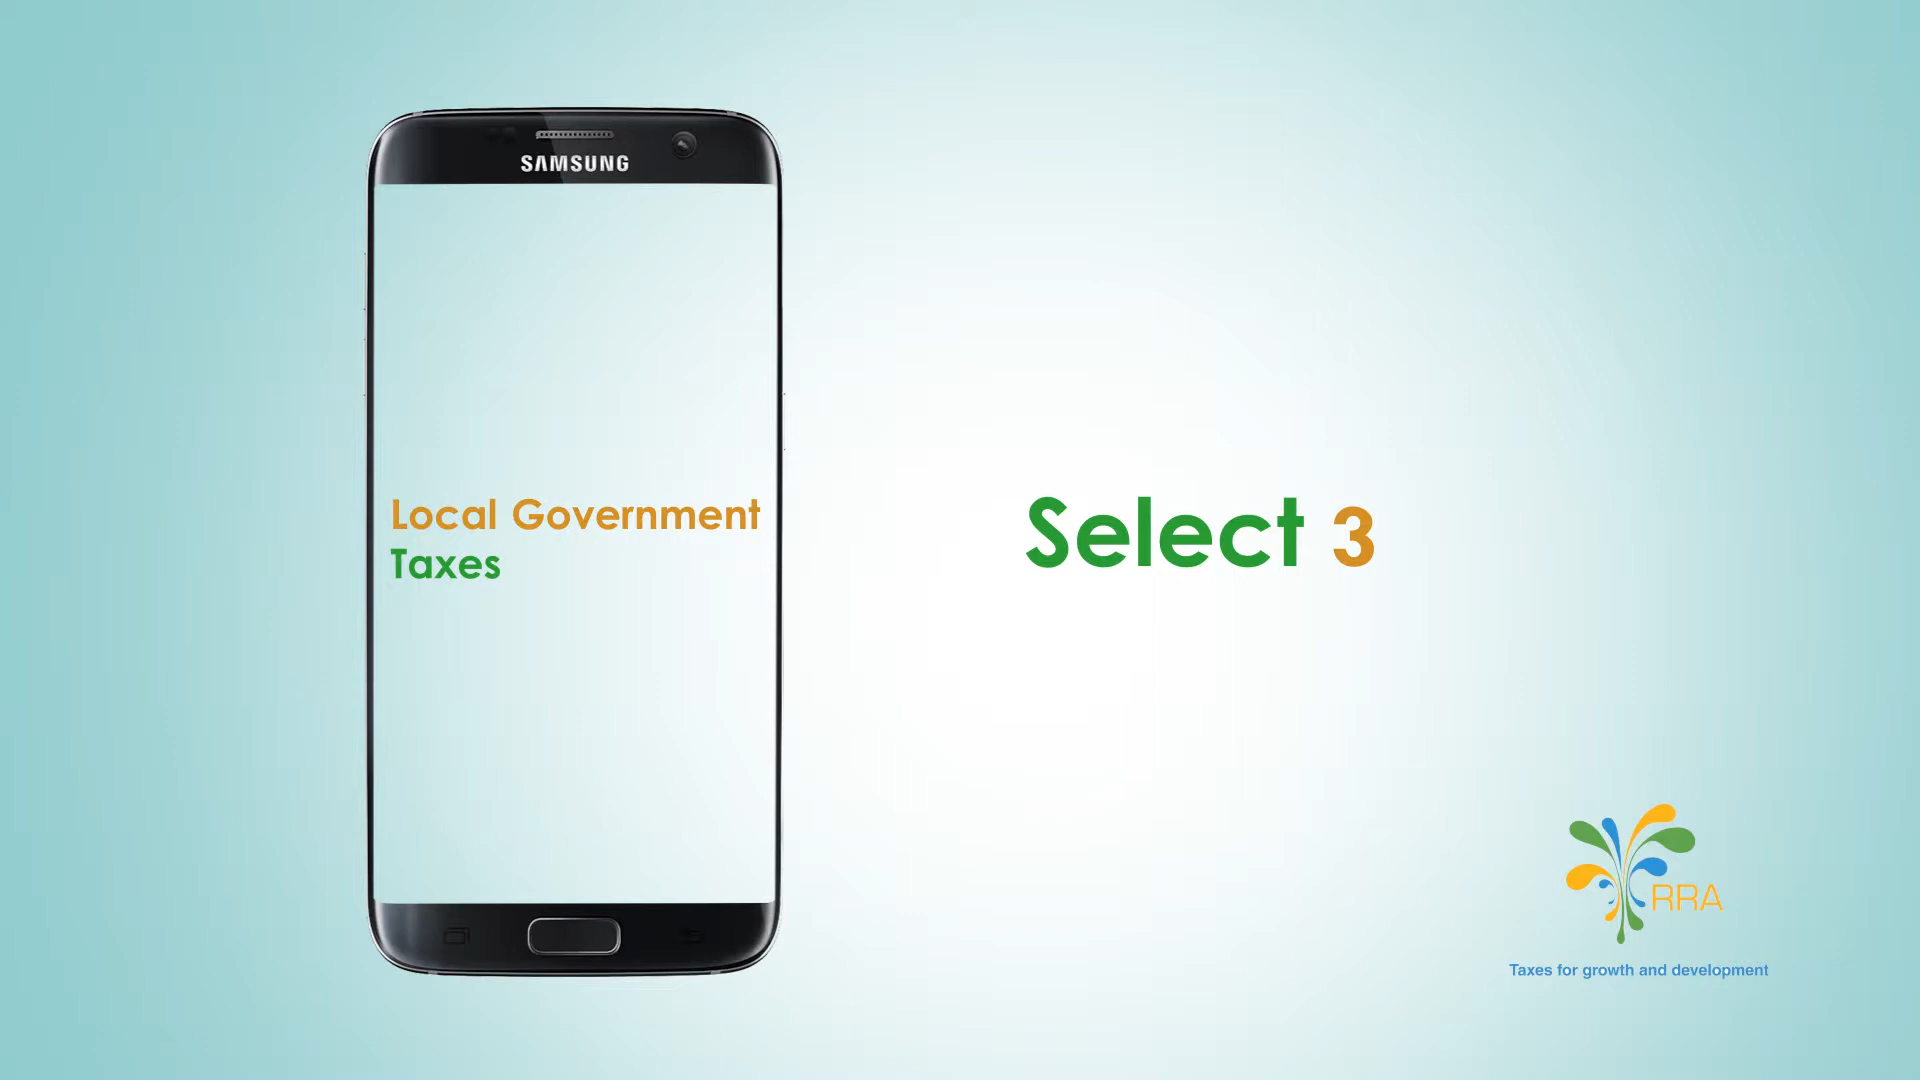 SAMSUNG
Local Government
Taxes
Select 3
RRA
Taxes for growth and development